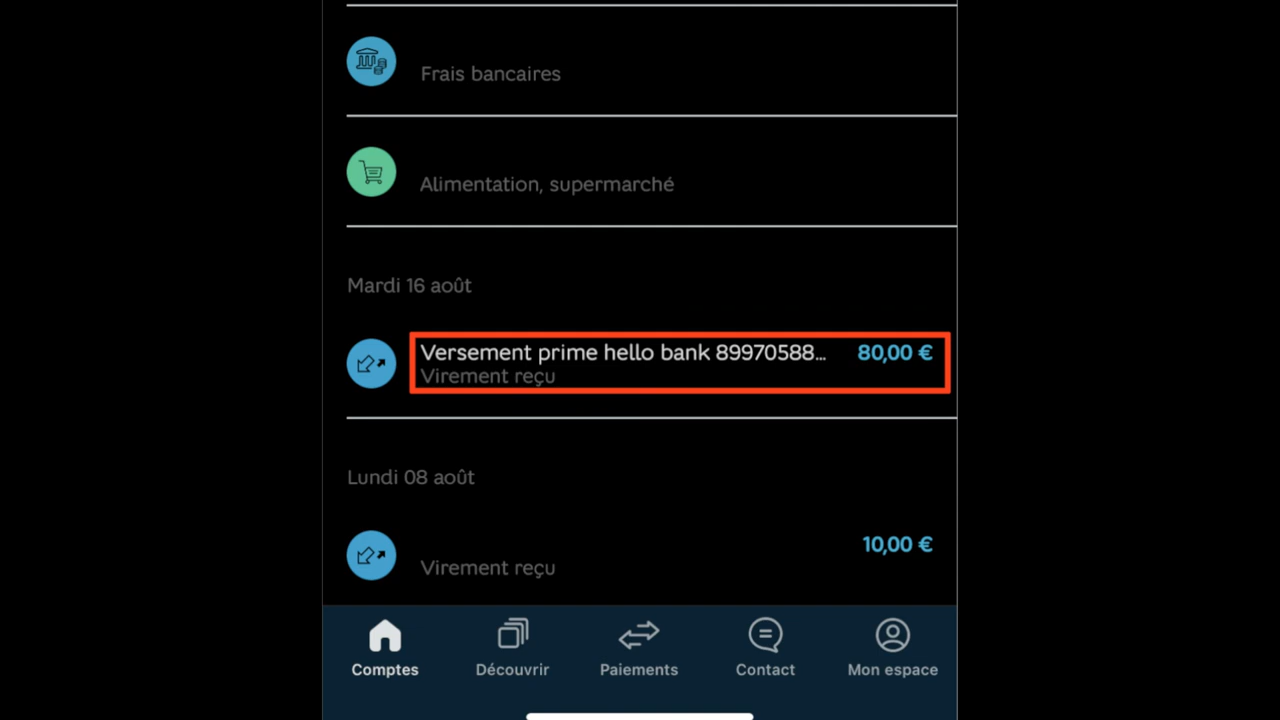 Frais bancaires
Alimentation, supermarché
Mardi 16 août
Versement prime hello bank 89970588... 80,00 €
Virement reçu
Lundi 08 août
10,00 €
Virement reçu
Comptes Découvrir Paiements Contact Mon espace